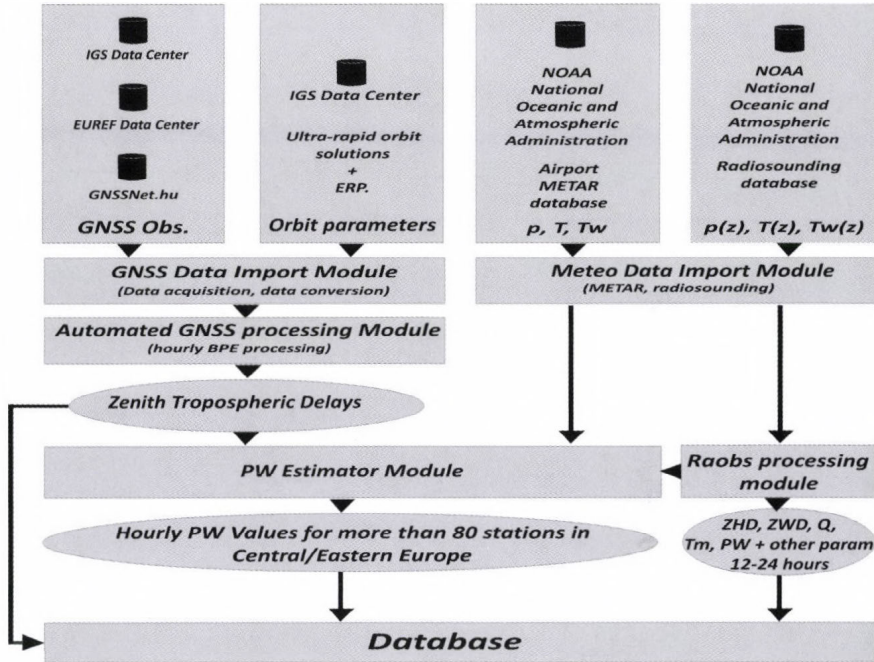 IGS Data Center
EUREF Data Center
GNSSNet.hu
GNSS Obs.
IGS Data Center
Ultra-rapid orbit
solutions
+
ERP.
Orbit parameters
NOAA
National
Oceanic and
Atmospheric
Administration
Airport
METAR
database
p, T, Tw
NOAA
National
Oceanic and
Atmospheric
Administration
Radiosounding
database
p(z), T(z), Tw(z)
GNSS Data Import Module
(Data acquisition, data conversion)
Meteo Data Import Module
(METAR, radiosounding)
Automated GNSS processing Module
(hourly BPE processing)
Zenith Tropospheric Delays
PW Estimator Module
Raobs processing
module
Hourly PW Values for more than 80 stations in
Central/Eastern Europe
ZHD, ZWD, Q,
Tm, PW + other param
12-24 hours
Database